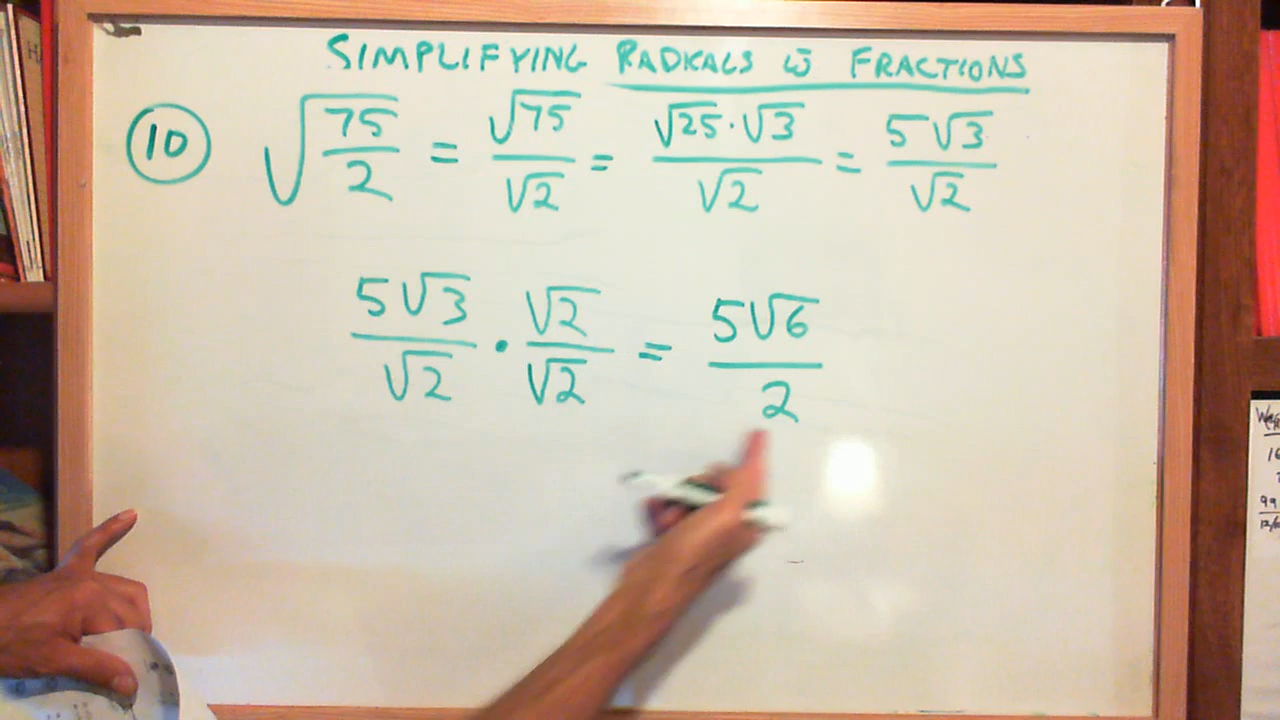 SIMPLIFYING RADICALS w̄ FRACTIONS
10 √(75/2) = √75/√2 = √25·√3/√2 = 5√3/√2
5√3/√2 · √2/√2 = 5√6/2